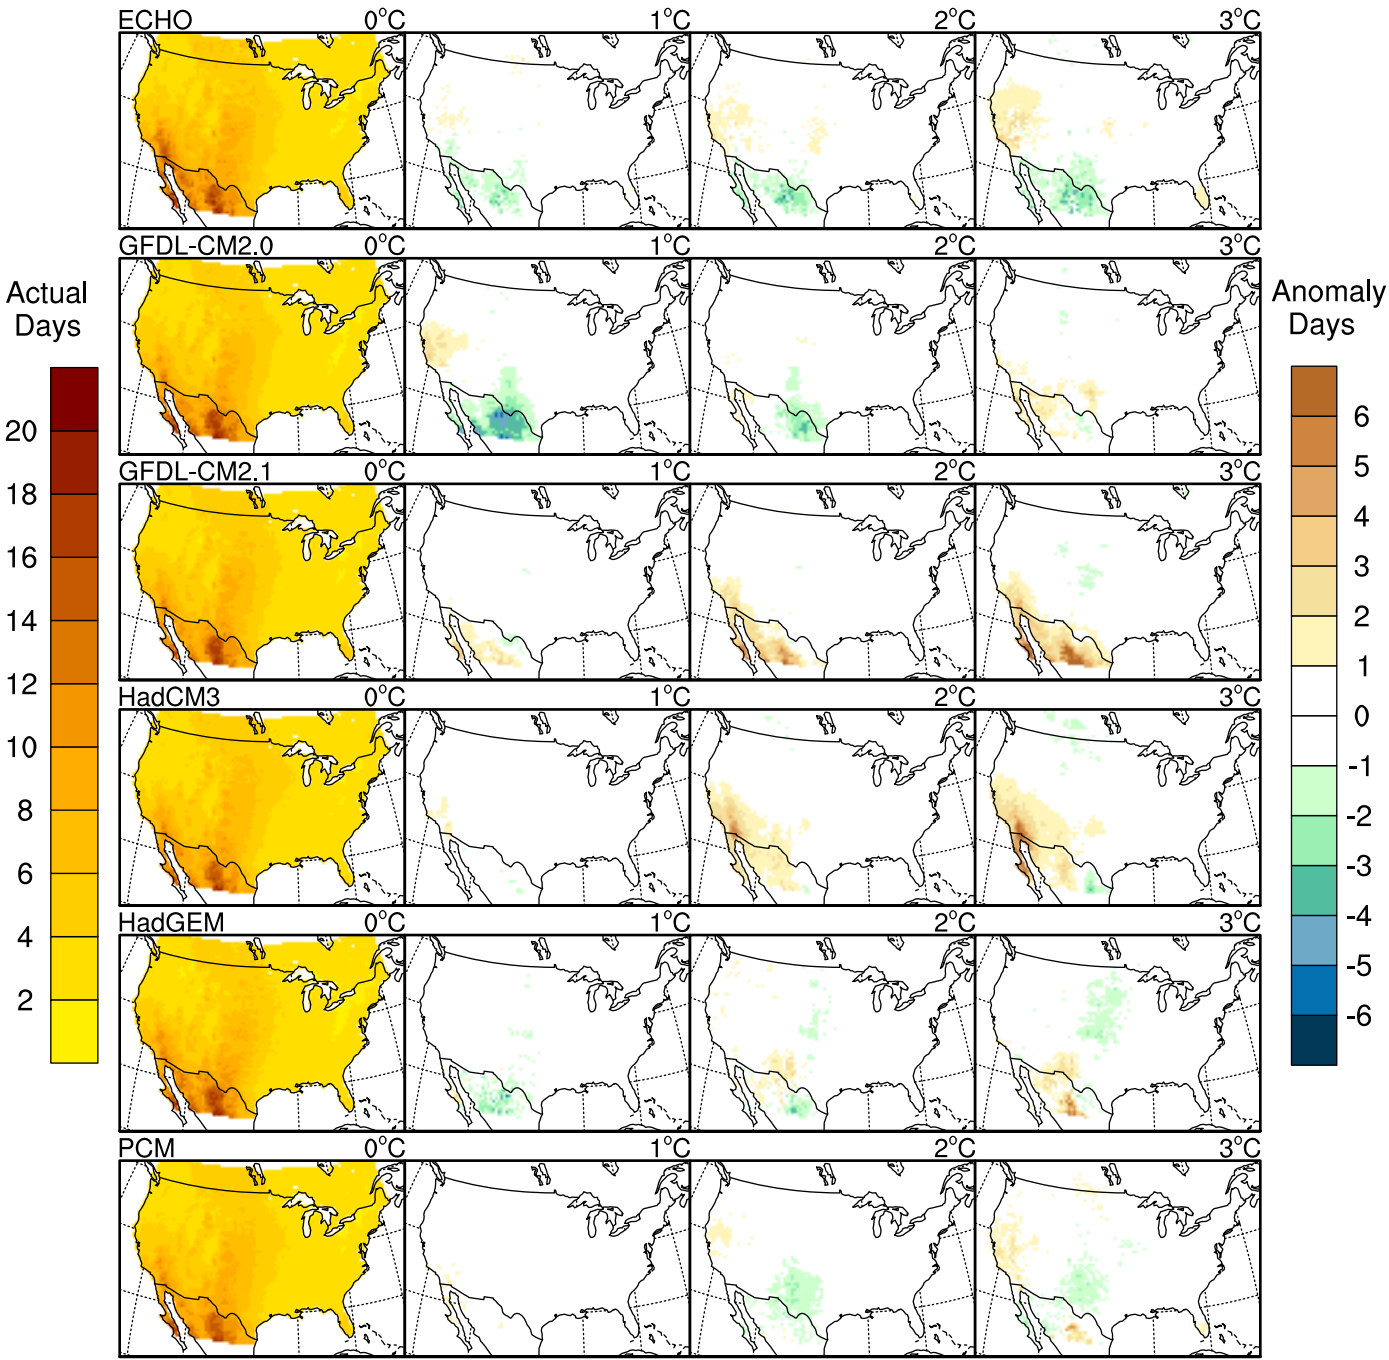 ECHO 0°C 1°C 2°C 3°C
GFDL-CM2.0 0°C 1°C 2°C 3°C
Actual
Days
20
18
16
14
12
10
8
6
4
2
Anomaly
Days
6
5
4
3
2
1
0
-1
-2
-3
-4
-5
-6
GFDL-CM2.1 0°C 1°C 2°C 3°C
HadCM3 0°C 1°C 2°C 3°C
HadGEM 0°C 1°C 2°C 3°C
PCM 0°C 1°C 2°C 3°C